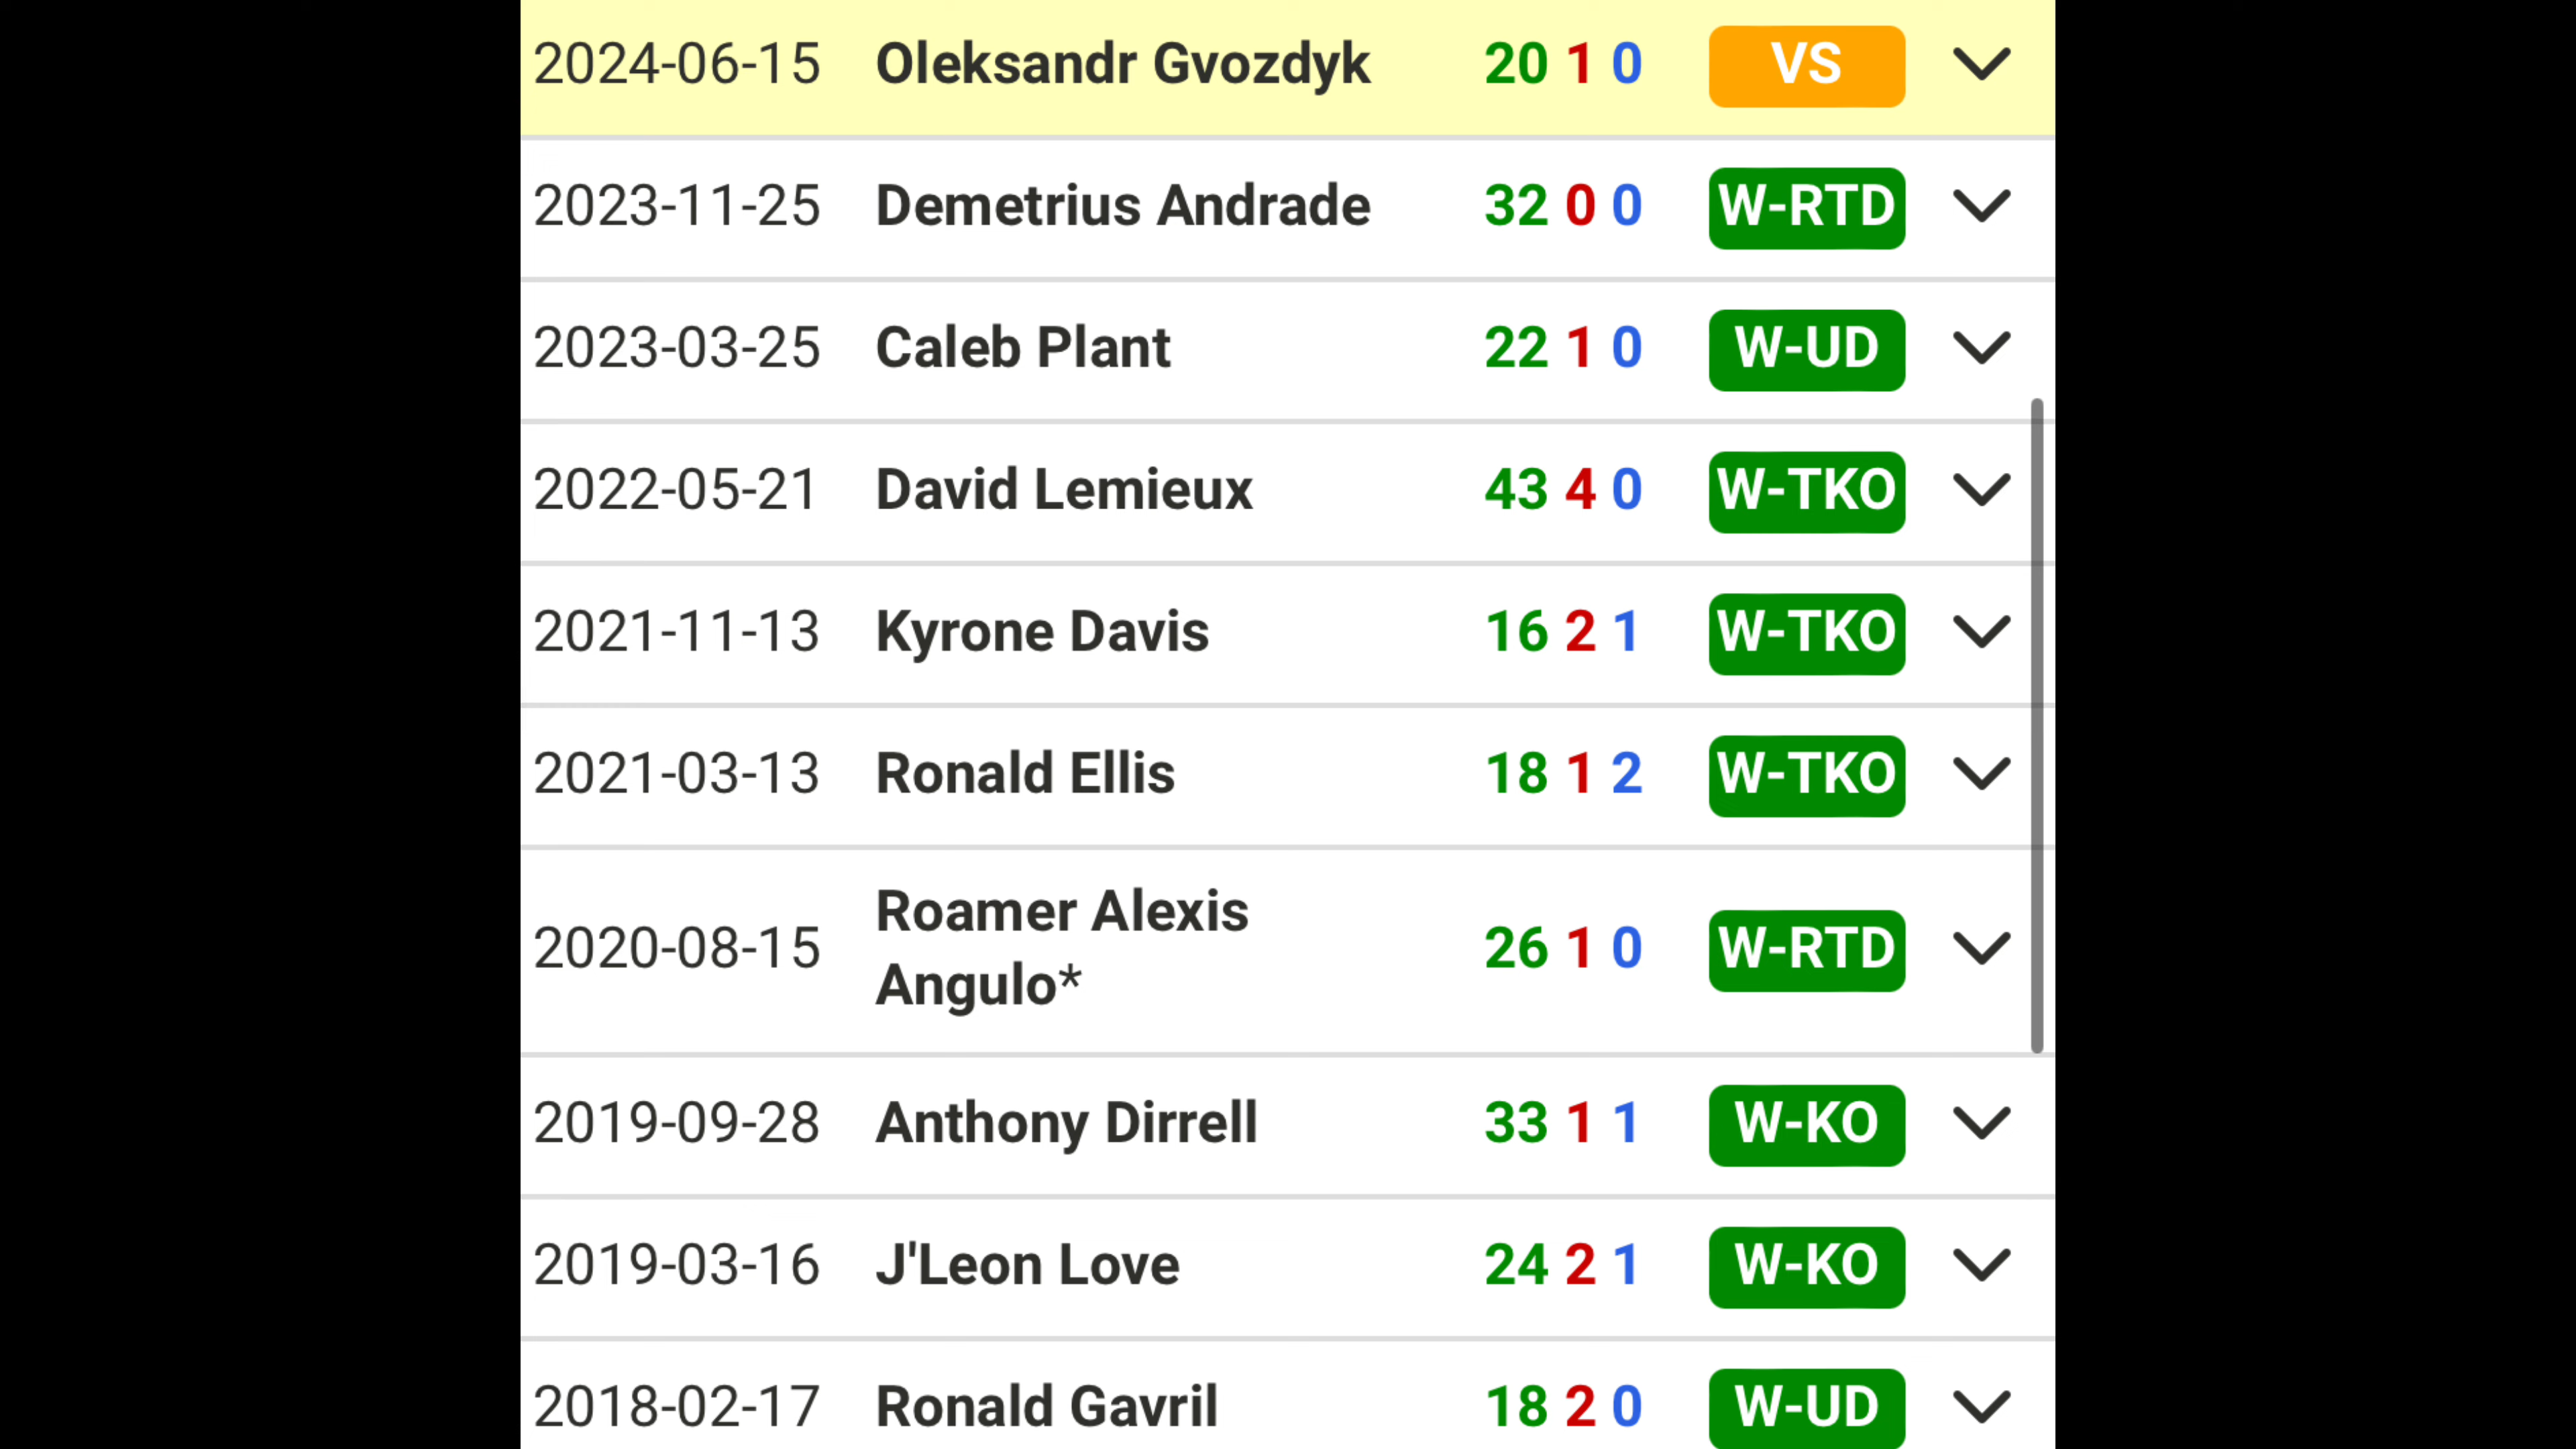 2024-06-15 Oleksandr Gvozdyk 20 1 0 VS
2023-11-25 Demetrius Andrade 32 0 0 W-RTD
2023-03-25 Caleb Plant 22 1 0 W-UD
2022-05-21 David Lemieux 43 4 0 W-TKO
2021-11-13 Kyrone Davis 16 2 1 W-TKO
2021-03-13 Ronald Ellis 18 1 2 W-TKO
2020-08-15 Roamer Alexis
Angulo* 26 1 0 W-RTD
2019-09-28 Anthony Dirrell 33 1 1 W-KO
2019-03-16 J'Leon Love 24 2 1 W-KO
2018-02-17 Ronald Gavril 18 2 0 W-UD